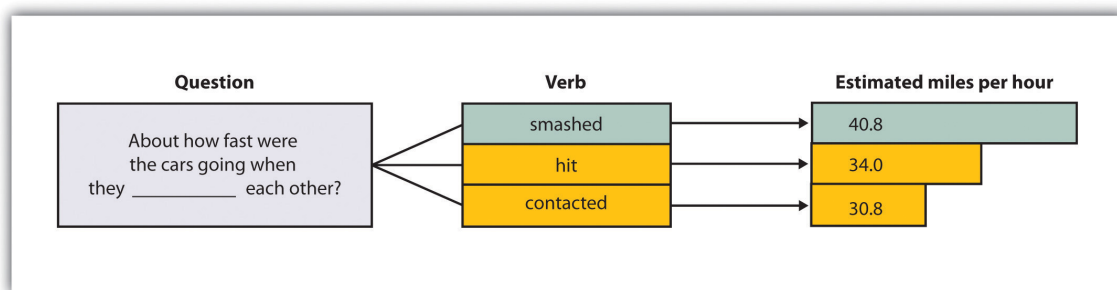 Question
Verb
Estimated miles per hour
About how fast were
the cars going when
they __________ each other?
smashed
hit
contacted
40.8
34.0
30.8